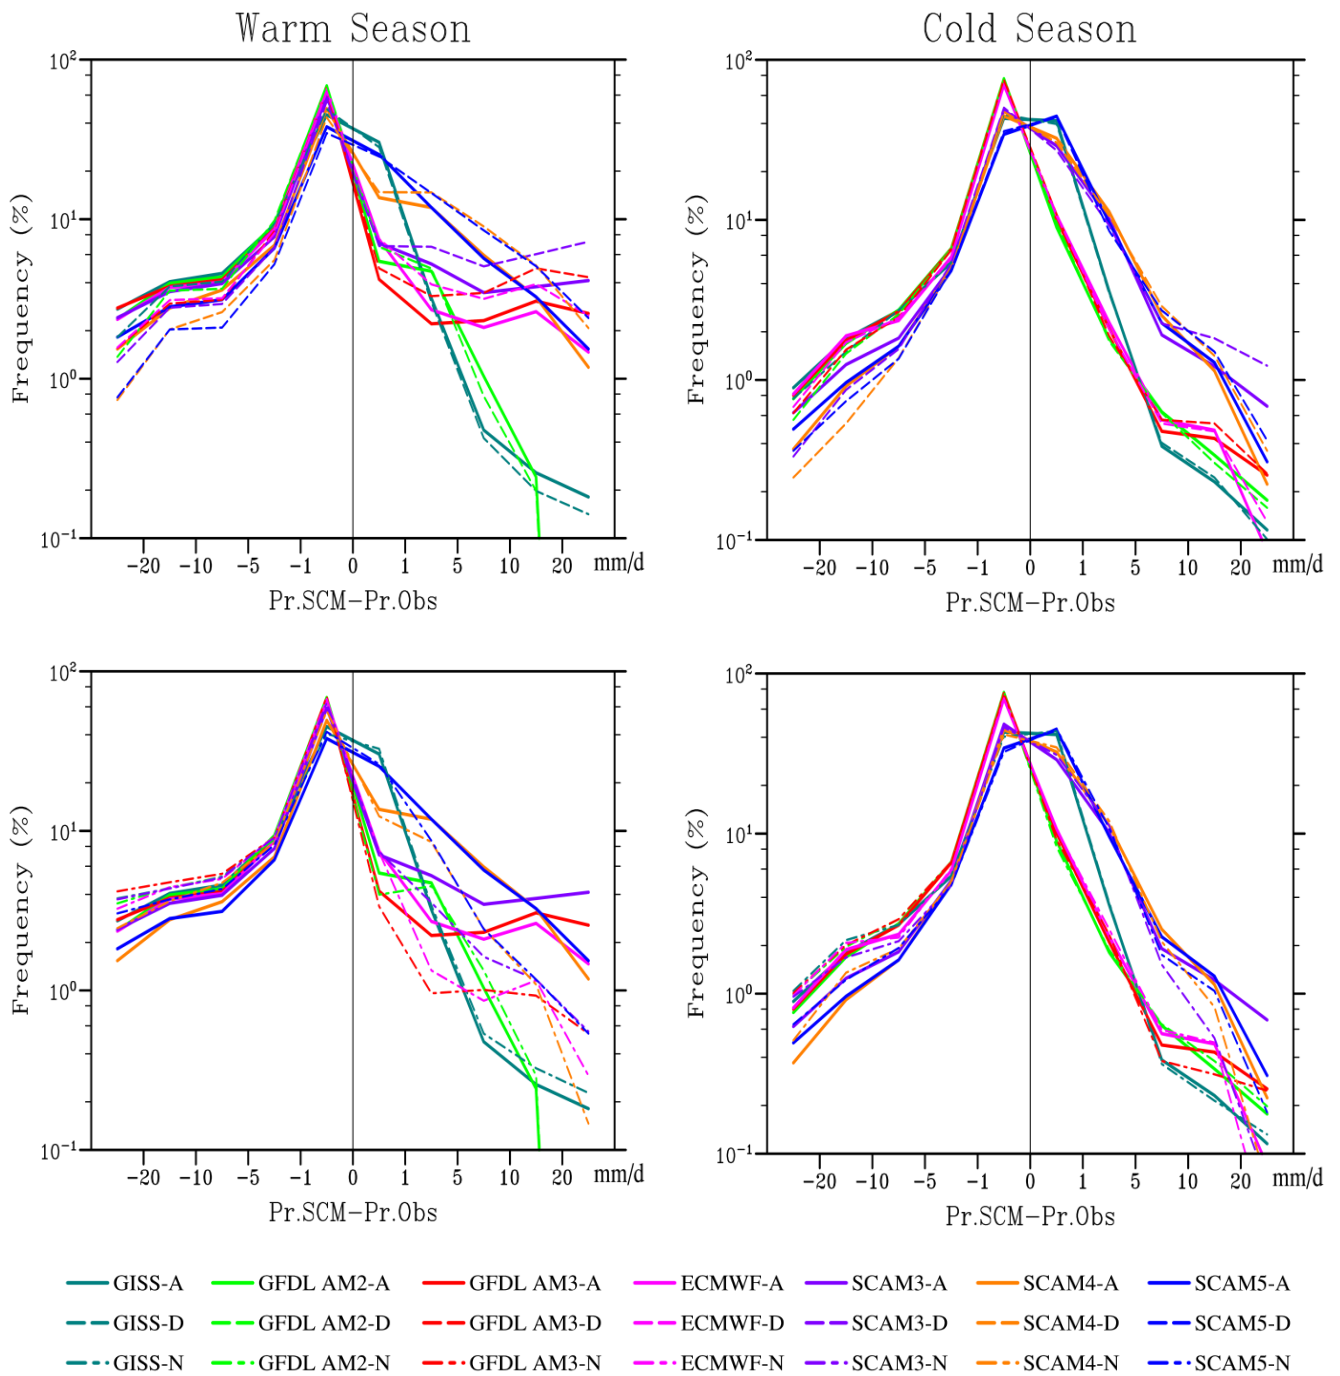 Warm Season
Cold Season
10²
10¹
10⁰
10⁻¹
Frequency (%)
-20 -10 -5 -1 0 1 5 10 20 mm/d
Pr.SCM-Pr.Obs
10²
10¹
10⁰
10⁻¹
Frequency (%)
-20 -10 -5 -1 0 1 5 10 20 mm/d
Pr.SCM-Pr.Obs
10²
10¹
10⁰
10⁻¹
Frequency (%)
-20 -10 -5 -1 0 1 5 10 20 mm/d
Pr.SCM-Pr.Obs
10²
10¹
10⁰
10⁻¹
Frequency (%)
-20 -10 -5 -1 0 1 5 10 20 mm/d
Pr.SCM-Pr.Obs
GISS-A GFDL AM2-A GFDL AM3-A ECMWF-A SCAM3-A SCAM4-A SCAM5-A
GISS-D GFDL AM2-D GFDL AM3-D ECMWF-D SCAM3-D SCAM4-D SCAM5-D
GISS-N GFDL AM2-N GFDL AM3-N ECMWF-N SCAM3-N SCAM4-N SCAM5-N